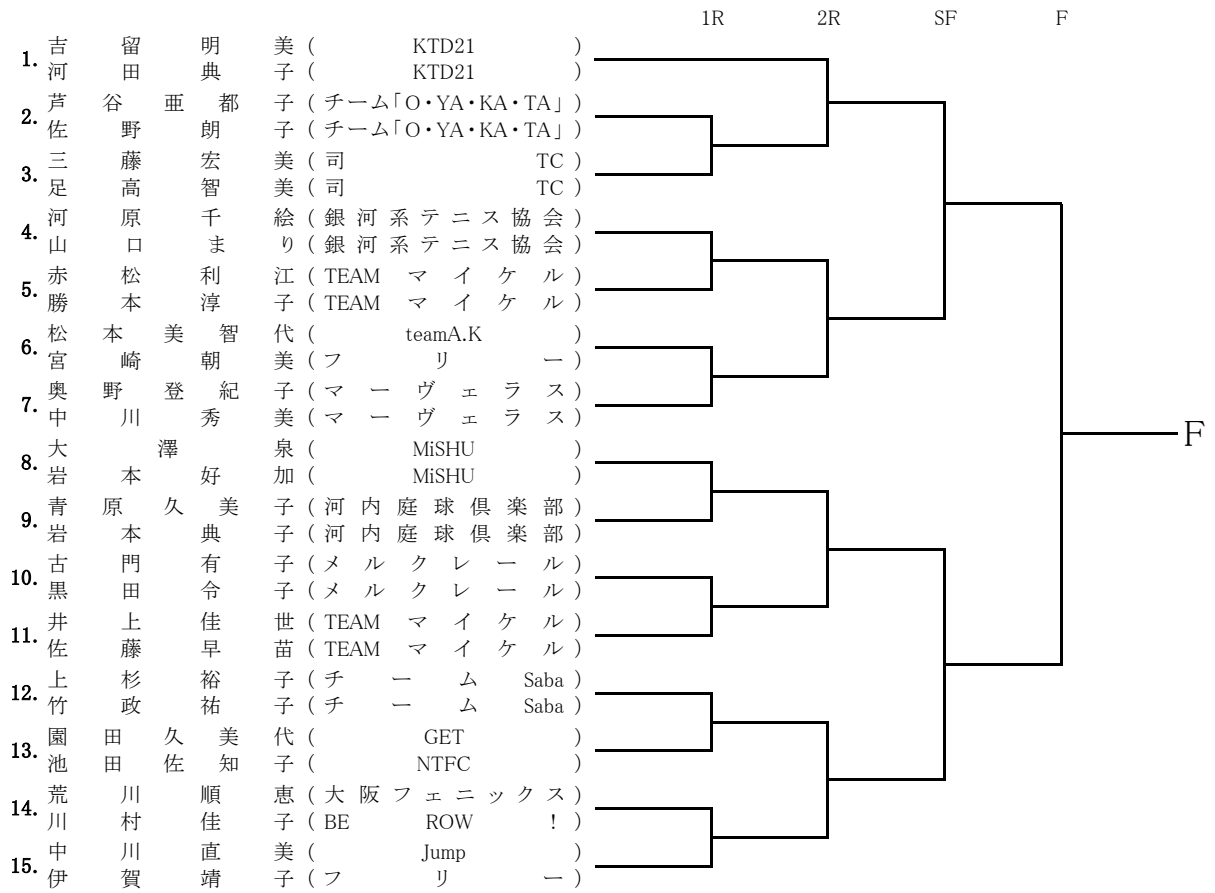 1R 2R SF F
1. 吉留明美 ( KTD21 )
河田典子 ( KTD21 )
2. 芦谷亜都子 ( チーム「O・YA・KA・TA」 )
佐野朗子 ( チーム「O・YA・KA・TA」 )
3. 三藤宏美 ( 司 TC )
足高智美 ( 司 TC )
4. 河原千絵 ( 銀河系テニス協会 )
山口まり ( 銀河系テニス協会 )
5. 赤松利江 ( TEAM マイケル )
勝本淳子 ( TEAM マイケル )
6. 松本美智代 ( teamA.K )
宮崎朝美 ( フリー )
7. 奥野登紀子 ( マーヴェラス )
中川秀美 ( マーヴェラス )
F
8. 大澤泉 ( MiSHU )
岩本好加 ( MiSHU )
9. 青原久美子 ( 河内庭球倶楽部 )
岩本典子 ( 河内庭球倶楽部 )
10. 古門有子 ( メルクレール )
黒田令子 ( メルクレール )
11. 井上佳世 ( TEAM マイケル )
佐藤早苗 ( TEAM マイケル )
12. 上杉裕子 ( チーム Saba )
竹政祐子 ( チーム Saba )
13. 園田久美代 ( GET )
池田佐知子 ( NTFC )
14. 荒川順恵 ( 大阪フェニックス )
川村佳子 ( BE ROW ! )
15. 中川直美 ( Jump )
伊賀靖子 ( フリー )